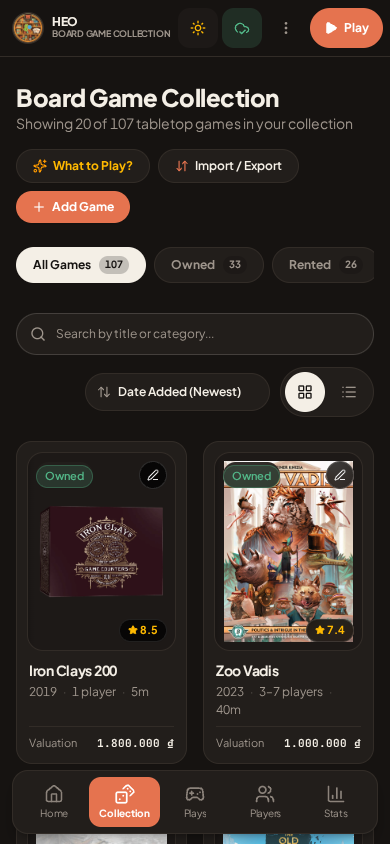 HEO
BOARD GAME COLLECTION
Play
Board Game Collection
Showing 20 of 107 tabletop games in your collection
What to Play?
Import / Export
Add Game
All Games 107
Owned 33
Rented 26
Search by title or category...
Date Added (Newest)
Owned
IRON CLAYS
GAME COUNTERS
8.5
Iron Clays 200
2019 · 1 player · 5m
Valuation 1.800.000 ₫
Owned
VADIS
7.4
Zoo Vadis
2023 · 3–7 players ·
40m
Valuation 1.000.000 ₫
Home
Collection
Plays
Players
Stats
THE
OLD